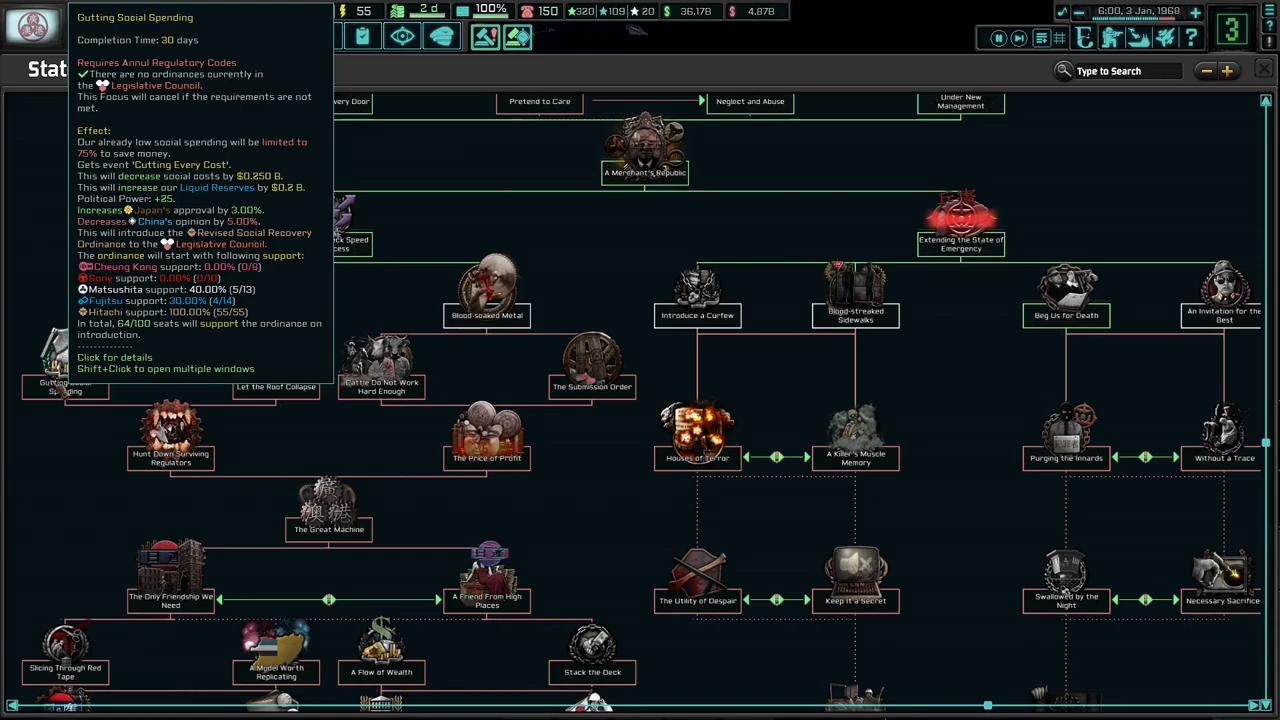 Gutting Social Spending
Completion Time: 30 days
Requires Annul Regulatory Codes
There are no ordinances currently in
the Legislative Council.
This Focus will cancel if the requirements are not
met.
Effect:
Our already low social spending will be limited to
75% to save money.
Gets event 'Cutting Every Cost'.
This will decrease social costs by $0.250 B.
This will increase our Liquid Reserves by $0.2 B.
Political Power: +25.
Increases Japan's approval by 3.00%.
Decreases China's opinion by 5.00%.
This will introduce the Revised Social Recovery
Ordinance to the Legislative Council.
The ordinance will start with following support:
Cheung Kong support: 0.00% (0/8)
Sony support: 0.00% (0/10)
Matsushita support: 40.00% (5/13)
Fujitsu support: 30.00% (4/14)
Hitachi support: 100.00% (55/55)
In total, 64/100 seats will support the ordinance on
introduction.
--------------
Click for details
Shift+Click to open multiple windows
55
2 d
100%
150
320
109
20
36.17B
4.87B
6:00, 3 Jan, 1968
3
Stat
Type to Search
very Door
Pretend to Care
Neglect and Abuse
Under New
Management
A Merchant's Republic
eck Speed
cess
Extending the State of
Emergency
Blood-soaked Metal
Introduce a Curfew
Blood-streaked
Sidewalks
Beg Us for Death
An Invitation for the
Best
Gutting Social
Spending
Let the Roof Collapse
Cattle Do Not Work
Hard Enough
The Submission Order
Hunt Down Surviving
Regulators
The Price of Profit
Houses of Terror
A Killer's Muscle
Memory
Purging the Innards
Without a Trace
The Great Machine
The Only Friendship We
Need
A Friend From High
Places
The Utility of Despair
Keep it a Secret
Swallowed by the
Night
Necessary Sacrifice
Slicing Through Red
Tape
A Model Worth
Replicating
A Flow of Wealth
Stack the Deck